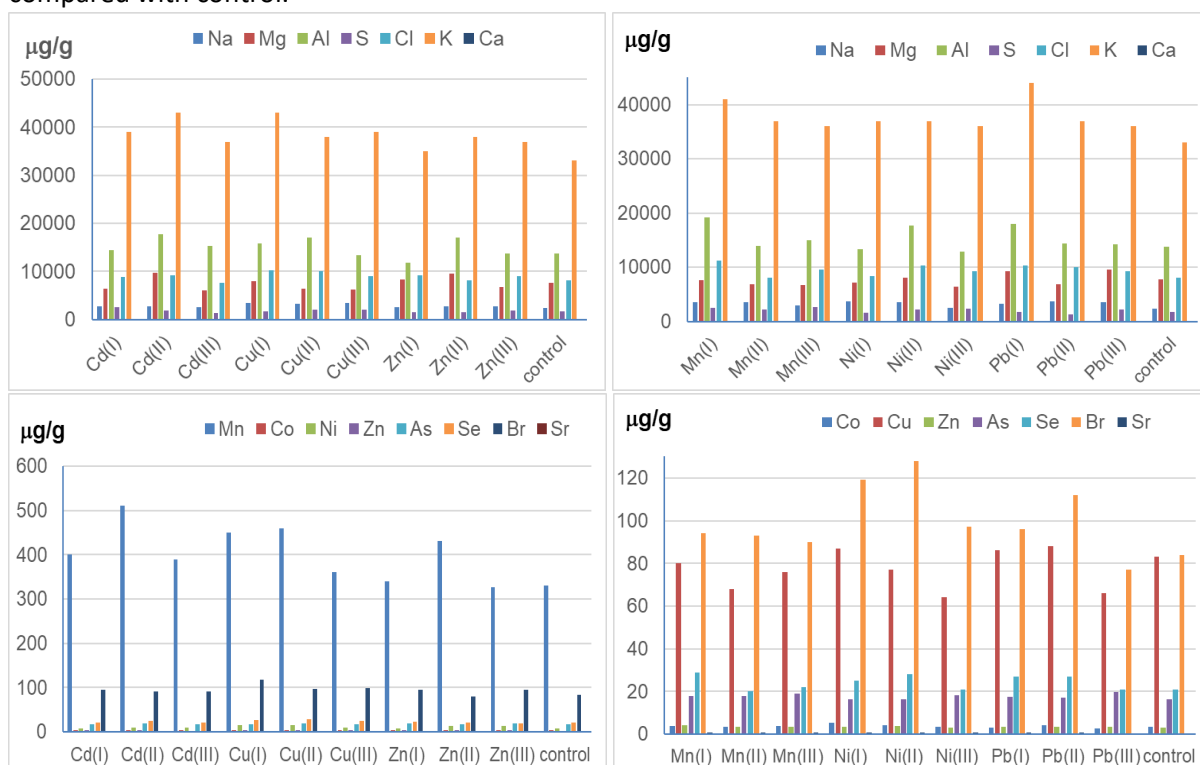 compared with control.
µg/g
Na Mg Al S Cl K Ca
50000
40000
30000
20000
10000
0
Cd(I) Cd(II) Cd(III) Cu(I) Cu(II) Cu(III) Zn(I) Zn(II) Zn(III) control
µg/g
Na Mg Al S Cl K Ca
40000
30000
20000
10000
0
Mn(I) Mn(I) Mn(III) Ni(I) Ni(II) Ni(III) Pb(I) Pb(I) Pb(III) control
µg/g
Mn Co Ni Zn As Se Br Sr
600
500
400
300
200
100
0
Cd(I) Cd(II) Cd(III) Cu(I) Cu(II) Cu(III) Zn(I) Zn(II) Zn(III) control
µg/g
Co Cu Zn As Se Br Sr
120
100
80
60
40
20
0
Mn(I) Mn(II) Mn(III) Ni(I) Ni(II) Ni(III) Pb(I) Pb(II) Pb(III) control